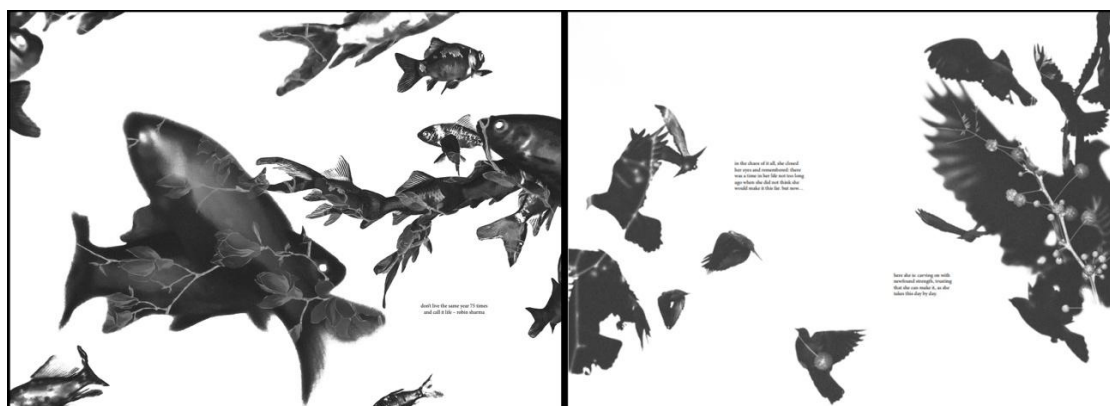 don't live the same year 75 times
and call it life – robin sharma
in the chaos of it all, she closed
her eyes and remembered: there
was a time in her life not too long
ago when she did not think she
would make it this far. but now...
here she is: carving on with
newfound strength, trusting
that she can make it, as she
takes this day by day.